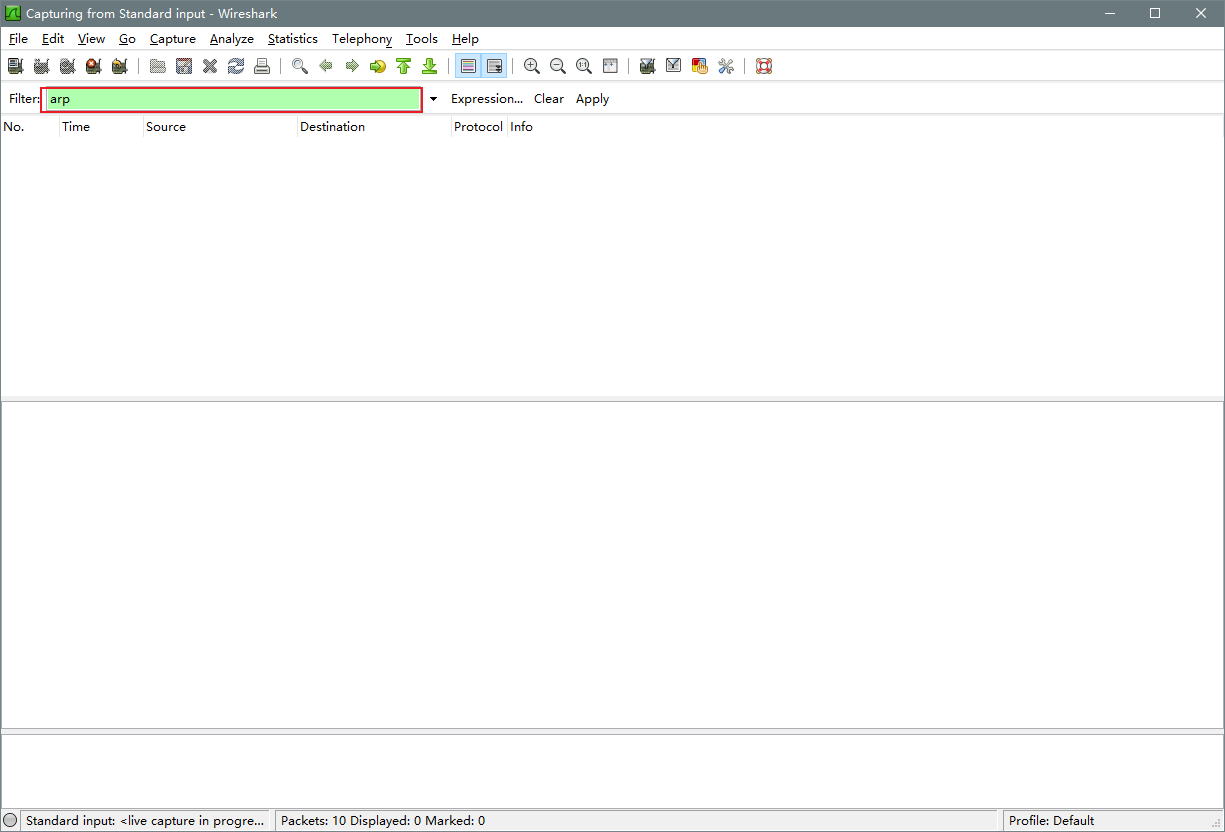 Capturing from Standard input - Wireshark
File Edit View Go Capture Analyze Statistics Telephony Tools Help
Filter: arp Expression... Clear Apply
No. Time Source Destination Protocol Info
Standard input: <live capture in progre... Packets: 10 Displayed: 0 Marked: 0 Profile: Default